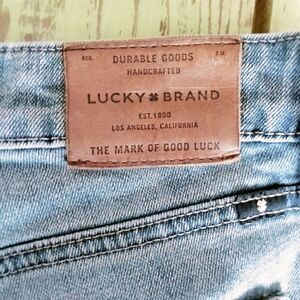 REG. DURABLE GOODS T.M.
HANDCRAFTED
LUCKY BRAND
EST.1990
LOS ANGELES, CALIFORNIA
THE MARK OF GOOD LUCK